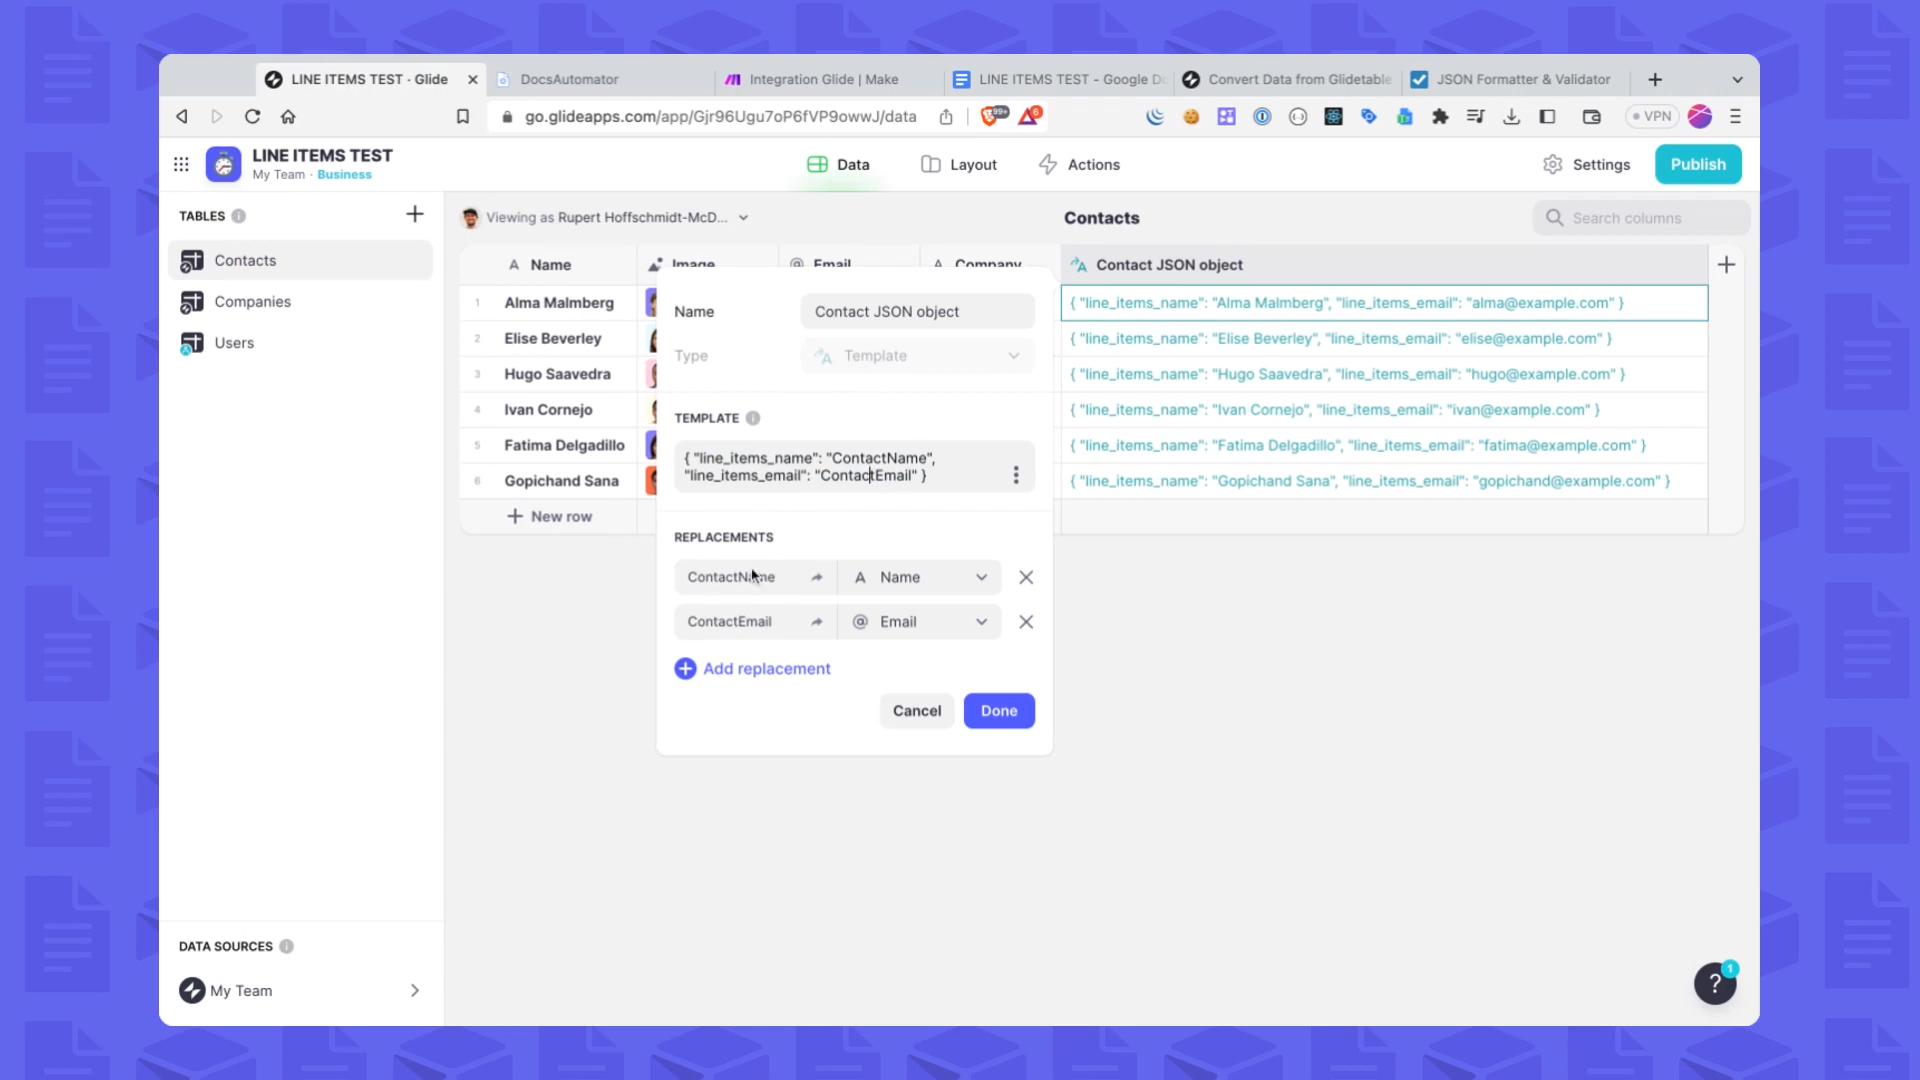 LINE ITEMS TEST · Glide
DocsAutomator
Integration Glide | Make
LINE ITEMS TEST - Google Do
Convert Data from Glidetable
JSON Formatter & Validator
go.glideapps.com/app/Gjr96Ugu7oP6fVP9owwJ/data
99+
6
VPN
LINE ITEMS TEST
My Team · Business
Data
Layout
Actions
Settings
Publish
TABLES
Contacts
Companies
Users
Viewing as Rupert Hoffschmidt-McD...
Contacts
Search columns
Name
Image
Email
Company
Contact JSON object
1 Alma Malmberg
{ "line_items_name": "Alma Malmberg", "line_items_email": "alma@example.com" }
2 Elise Beverley
{ "line_items_name": "Elise Beverley", "line_items_email": "elise@example.com" }
3 Hugo Saavedra
{ "line_items_name": "Hugo Saavedra", "line_items_email": "hugo@example.com" }
4 Ivan Cornejo
{ "line_items_name": "Ivan Cornejo", "line_items_email": "ivan@example.com" }
5 Fatima Delgadillo
{ "line_items_name": "Fatima Delgadillo", "line_items_email": "fatima@example.com" }
6 Gopichand Sana
{ "line_items_name": "Gopichand Sana", "line_items_email": "gopichand@example.com" }
New row
Name
Contact JSON object
Type
Template
TEMPLATE
{ "line_items_name": "ContactName",
"line_items_email": "ContactEmail" }
REPLACEMENTS
ContactName
Name
ContactEmail
Email
Add replacement
Cancel
Done
DATA SOURCES
My Team
?
1